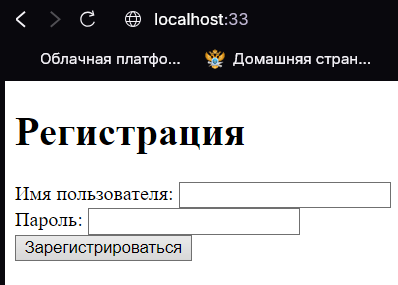 localhost:33
Облачная платфо... Домашняя стран...
Регистрация
Имя пользователя:
Пароль:
Зарегистрироваться